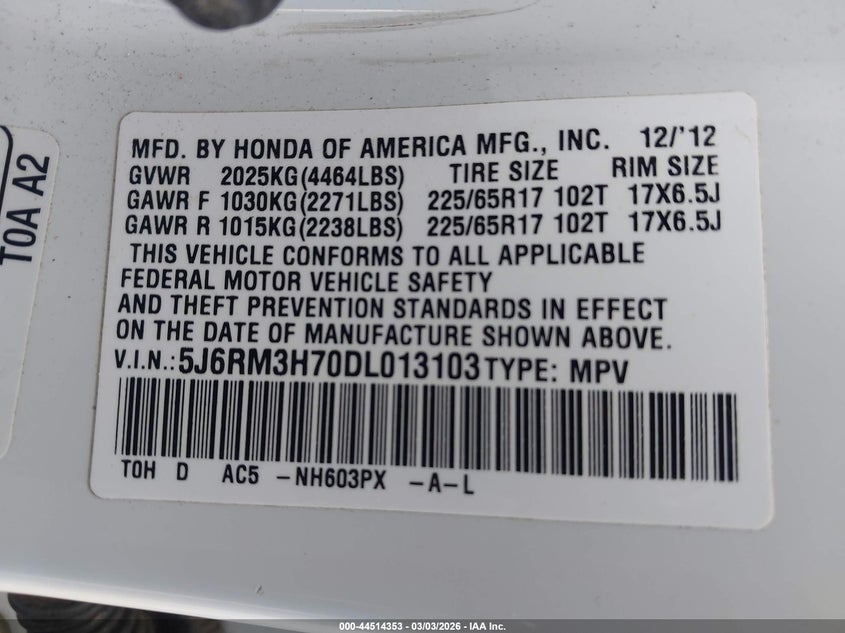 MFD. BY HONDA OF AMERICA MFG., INC. 12/'12
GVWR 2025KG(4464LBS) TIRE SIZE RIM SIZE
GAWR F 1030KG(2271LBS) 225/65R17 102T 17X6.5J
GAWR R 1015KG(2238LBS) 225/65R17 102T 17X6.5J
THIS VEHICLE CONFORMS TO ALL APPLICABLE
FEDERAL MOTOR VEHICLE SAFETY
AND THEFT PREVENTION STANDARDS IN EFFECT
ON THE DATE OF MANUFACTURE SHOWN ABOVE.
V.I.N.: 5J6RM3H70DL013103 TYPE: MPV
T0H D AC5 -NH603PX -A-L
T0A A2
000-44514353 - 03/03/2026 - IAA Inc.